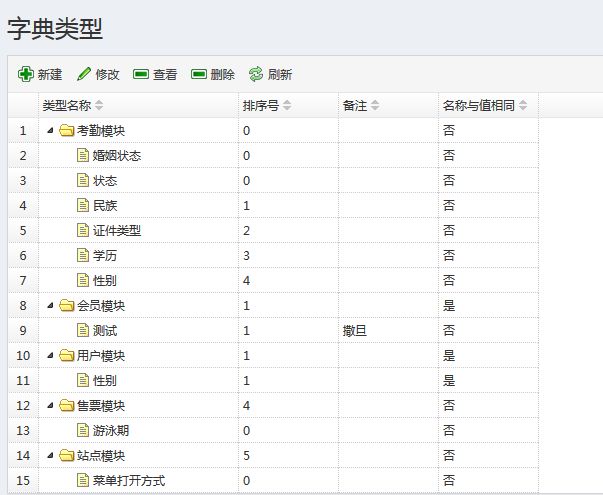 字典类型
新建 修改 查看 删除 刷新
类型名称 排序号 备注 名称与值相同
1 考勤模块 0 否
2 婚姻状态 0 否
3 状态 0 否
4 民族 1 否
5 证件类型 2 否
6 学历 3 否
7 性别 4 否
8 会员模块 1 是
9 测试 1 撒旦 否
10 用户模块 1 是
11 性别 1 是
12 售票模块 4 否
13 游泳期 0 否
14 站点模块 5 否
15 菜单打开方式 0 否